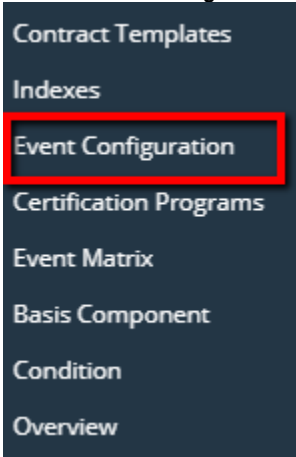 Contract Templates
Indexes
Event Configuration
Certification Programs
Event Matrix
Basis Component
Condition
Overview